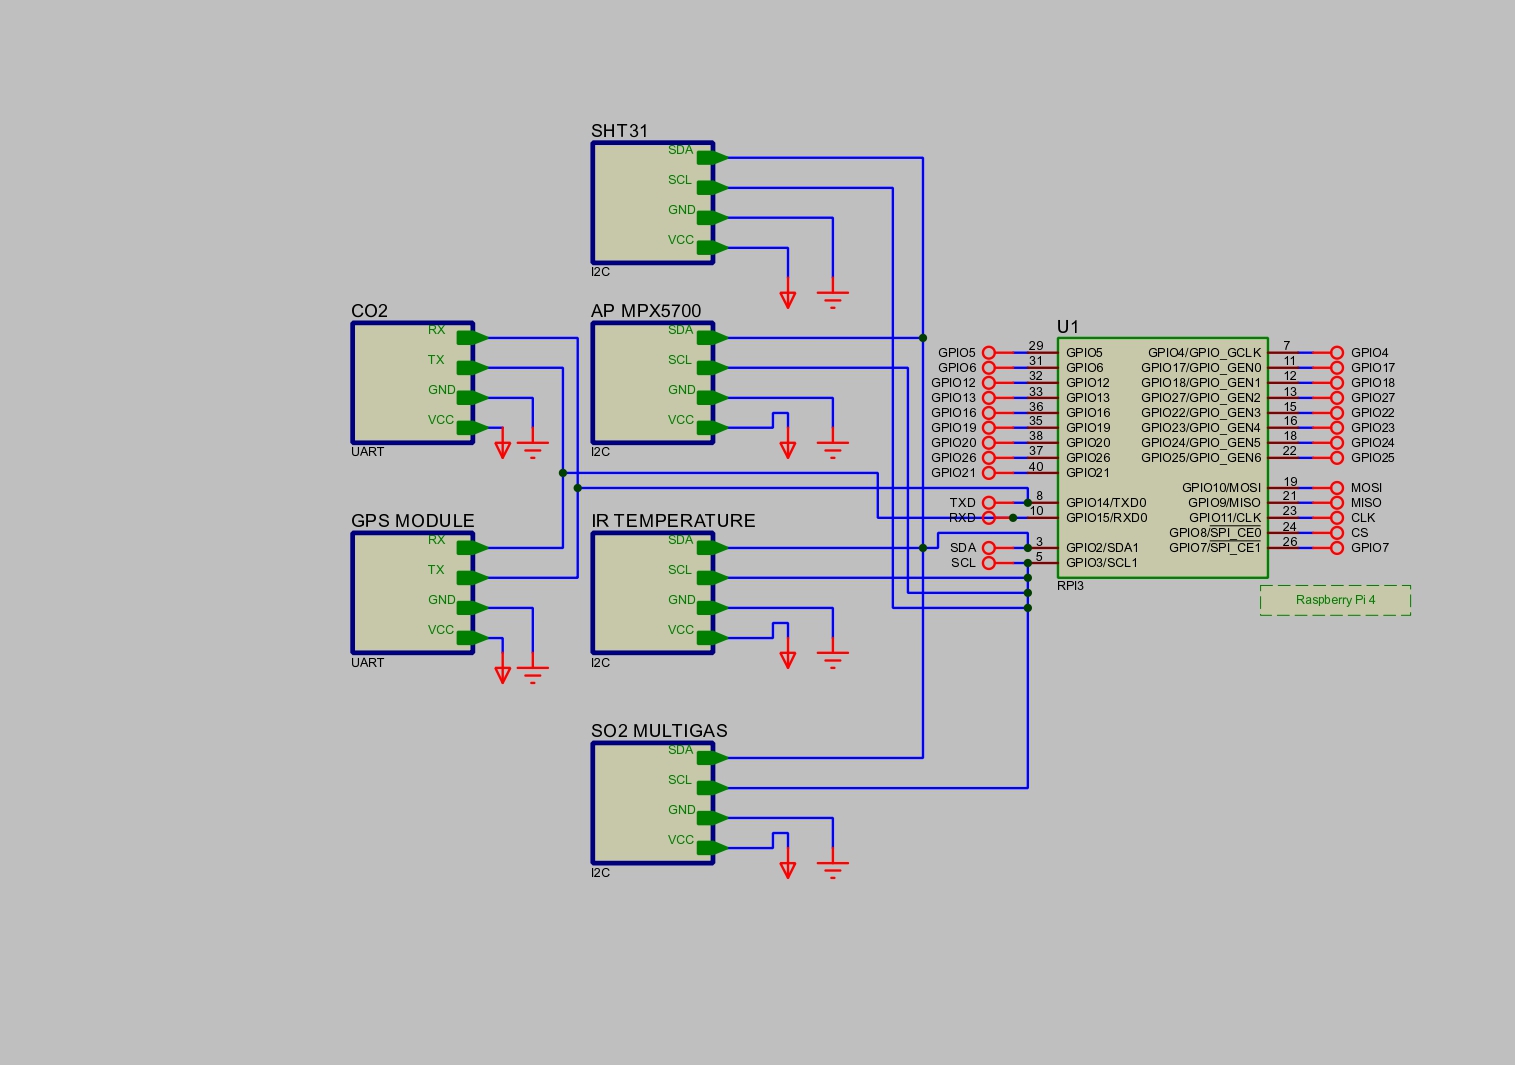 SHT31
SDA
SCL
GND
VCC
I2C
CO2
RX
TX
GND
VCC
UART
AP MPX5700
SDA
SCL
GND
VCC
I2C
GPS MODULE
RX
TX
GND
VCC
UART
IR TEMPERATURE
SDA
SCL
GND
VCC
I2C
SO2 MULTIGAS
SDA
SCL
GND
VCC
I2C
U1
GPIO5 29 GPIO5 GPIO4/GPIO_GCLK 7 GPIO4
GPIO6 31 GPIO6 GPIO17/GPIO_GEN0 11 GPIO17
GPIO12 32 GPIO12 GPIO18/GPIO_GEN1 12 GPIO18
GPIO13 33 GPIO13 GPIO27/GPIO_GEN2 13 GPIO27
GPIO16 36 GPIO16 GPIO22/GPIO_GEN3 15 GPIO22
GPIO19 35 GPIO19 GPIO23/GPIO_GEN4 16 GPIO23
GPIO20 38 GPIO20 GPIO24/GPIO_GEN5 18 GPIO24
GPIO26 37 GPIO26 GPIO25/GPIO_GEN6 22 GPIO25
GPIO21 40 GPIO21
GPIO10/MOSI 19 MOSI
TXD 8 GPIO14/TXD0 GPIO9/MISO 21 MISO
RXD 10 GPIO15/RXD0 GPIO11/CLK 23 CLK
GPIO8/SPI_CE0 24 CS
SDA 3 GPIO2/SDA1 GPIO7/SPI_CE1 26 GPIO7
SCL 5 GPIO3/SCL1
RPI3
Raspberry Pi 4